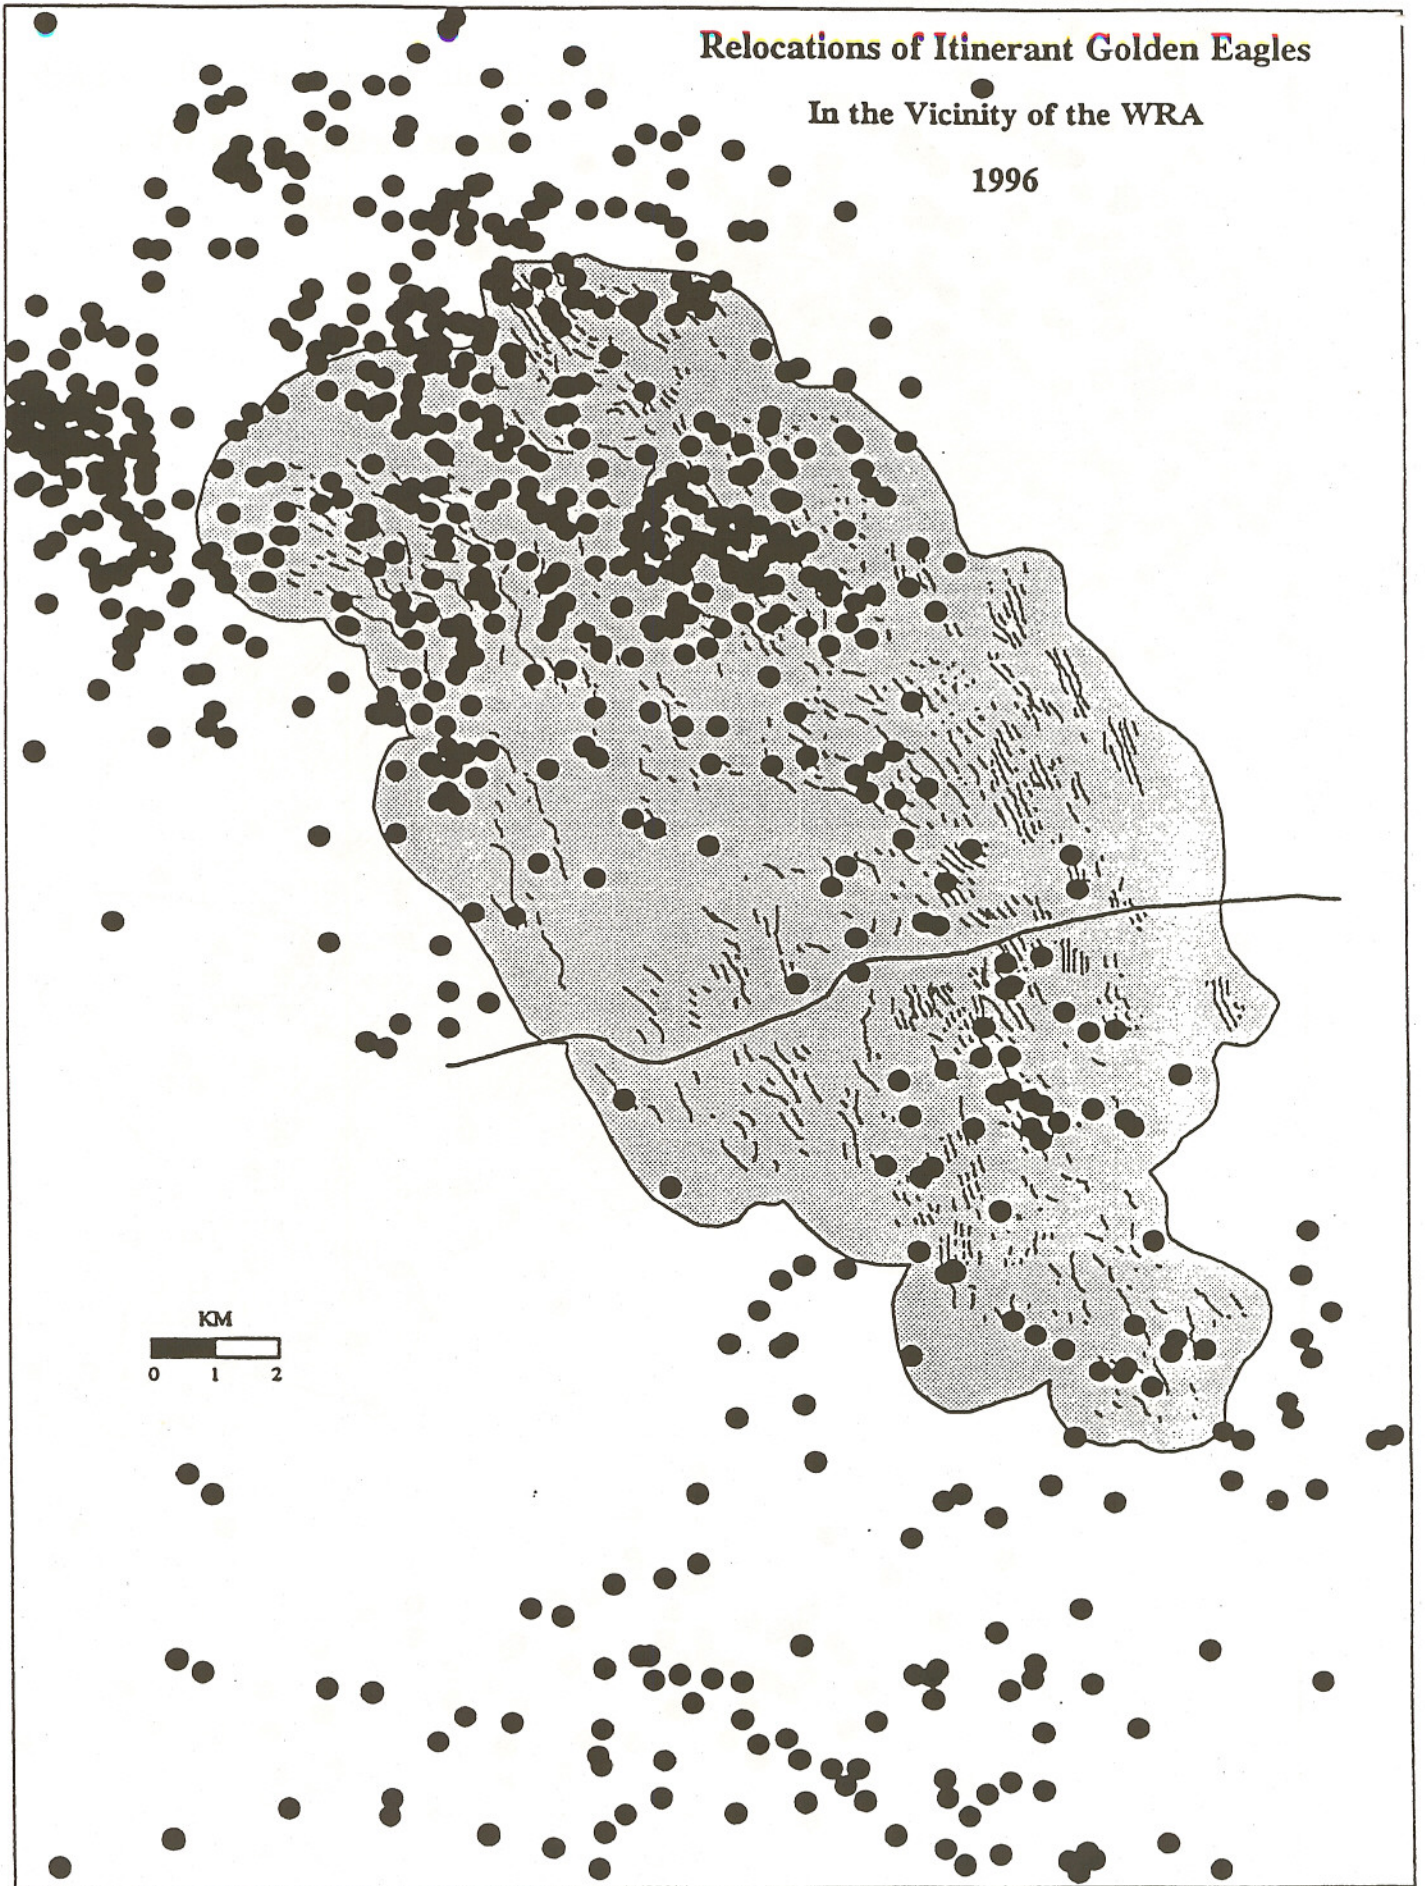 Relocations of Itinerant Golden Eagles
In the Vicinity of the WRA
1996
KM
0 1 2